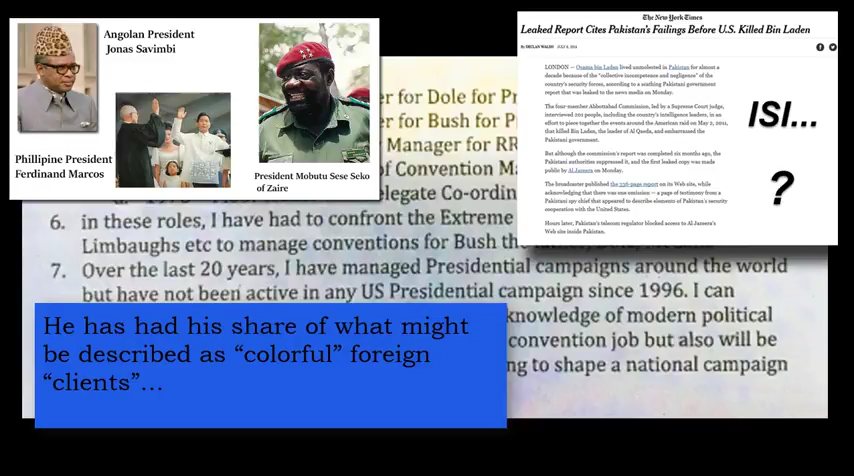 Angolan President
Jonas Savimbi
Phillipine President
Ferdinand Marcos
President Mobutu Sese Seko
of Zaire
The New York Times
Leaked Report Cites Pakistan's Failings Before U.S. Killed Bin Laden
By DECLAN WALSH JULY 8, 2013
LONDON — Osama bin Laden lived unmolested in Pakistan for almost a
decade because of the "collective incompetence and negligence" of the
country's security forces, according to a scathing Pakistani government
report that was leaked to the news media on Monday.
The four-member Abbottabad Commission, led by a Supreme Court judge,
interviewed 201 people, including the country's intelligence leaders, in an
effort to piece together the events around the American raid on May 2, 2011,
that killed Bin Laden, the leader of Al Qaeda, and embarrassed the
Pakistani government.
But although the commission's report was completed six months ago, the
Pakistani authorities suppressed it, and the first leaked copy was made
public by Al Jazeera on Monday.
The broadcaster published the 336-page report on its Web site, while
acknowledging that there was one omission — a page of testimony from a
Pakistani spy chief that appeared to describe elements of Pakistan's security
cooperation with the United States.
Hours later, Pakistan's telecom regulator blocked access to Al Jazeera's
Web site inside Pakistan.
ISI...
?
er for Dole for Pr
er for Bush for P
Manager for RR
of Convention Ma
elegate Co-ordin
6. in these roles, I have had to confront the Extreme
Limbaughs etc to manage conventions for Bush the
7. Over the last 20 years, I have managed Presidential campaigns around the world
but have not been active in any US Presidential campaign since 1996. I can
knowledge of modern political
convention job but also will be
ng to shape a national campaign
He has had his share of what might
be described as "colorful" foreign
"clients"...